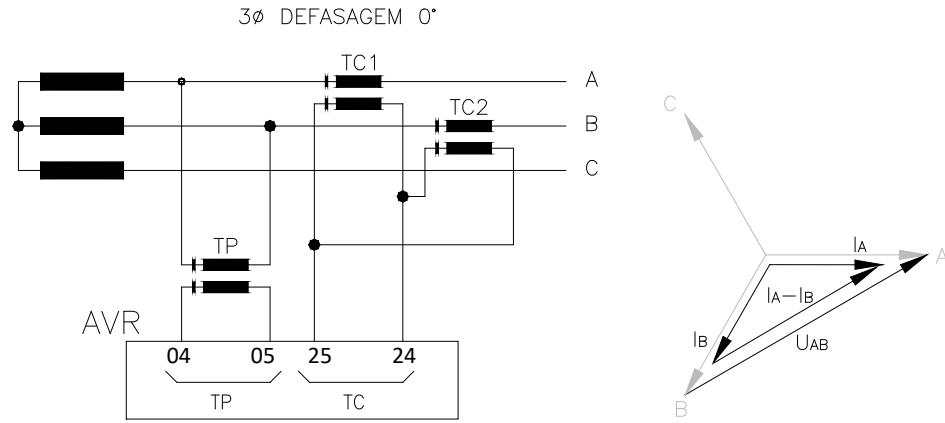 3ø DEFASAGEM 0°
TC1
A
TC2
B
C
TP
AVR
04 05 25 24
TP TC
C
IA
A
IA-IB
IB
UAB
B